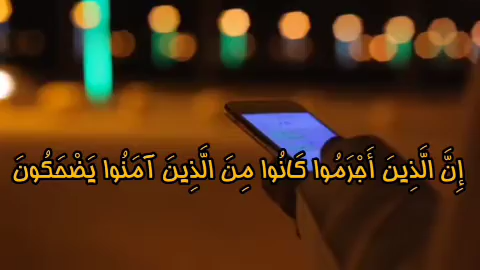 إِنَّ الَّذِينَ أَجْرَمُوا كَانُوا مِنَ الَّذِينَ آمَنُوا يَضْحَكُونَ